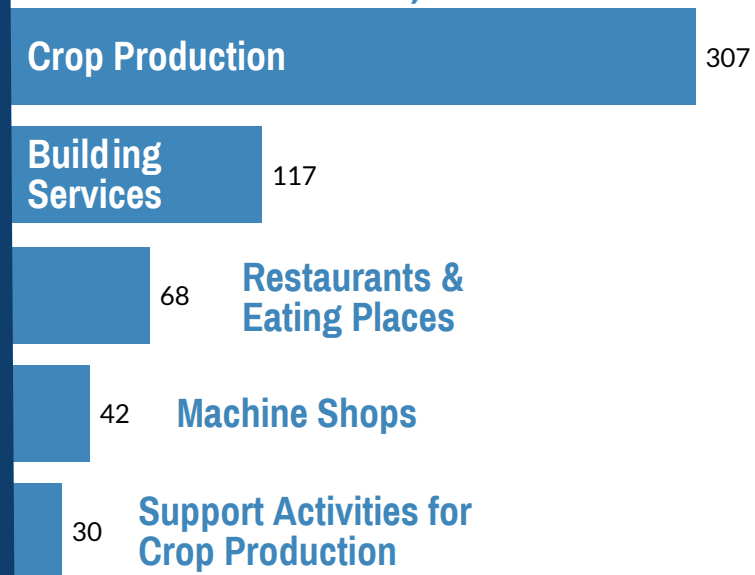 Crop Production
307
Building
Services
117
68
Restaurants &
Eating Places
42
Machine Shops
30
Support Activities for
Crop Production